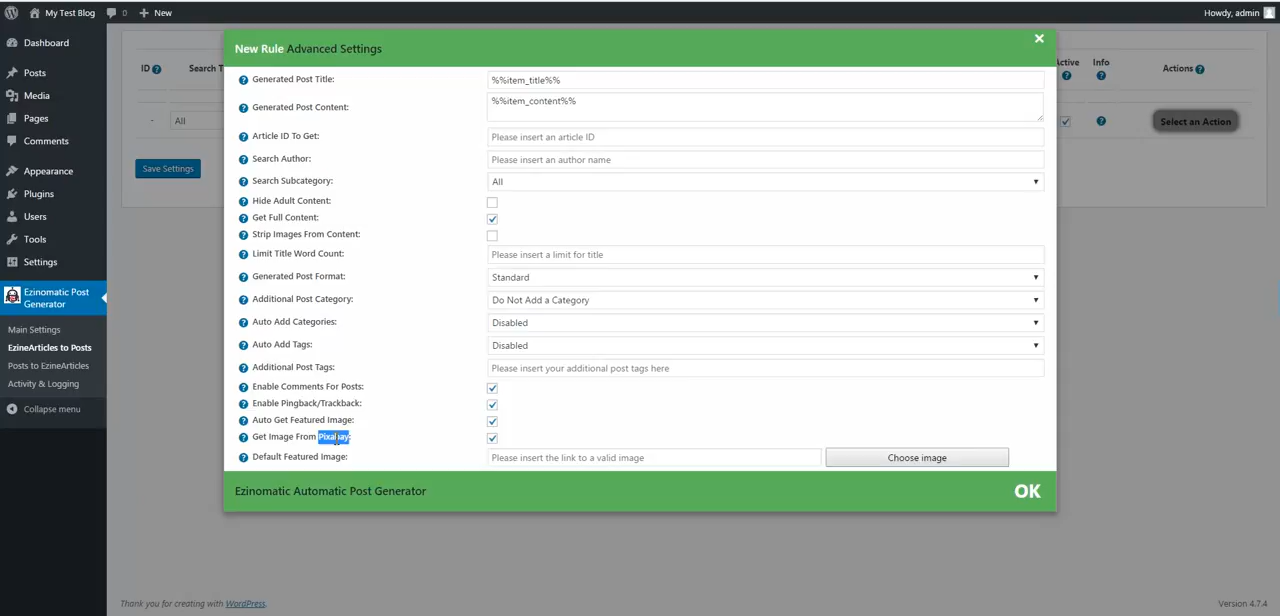 My Test Blog
0
New
Howdy, admin
Dashboard
Posts
Media
Pages
Comments
Appearance
Plugins
Users
Tools
Settings
Ezinomatic Post
Generator
Main Settings
EzineArticles to Posts
Posts to EzineArticles
Activity & Logging
Collapse menu
ID
Search T
ctive
Info
Actions
-
All
Select an Action
Save Settings
New Rule Advanced Settings
Generated Post Title:
%%item_title%%
Generated Post Content:
%%item_content%%
Article ID To Get:
Please insert an article ID
Search Author:
Please insert an author name
Search Subcategory:
All
Hide Adult Content:
Get Full Content:
Strip Images From Content:
Limit Title Word Count:
Please insert a limit for title
Generated Post Format:
Standard
Additional Post Category:
Do Not Add a Category
Auto Add Categories:
Disabled
Auto Add Tags:
Disabled
Additional Post Tags:
Please insert your additional post tags here
Enable Comments For Posts:
Enable Pingback/Trackback:
Auto Get Featured Image:
Get Image From Pixabay:
Default Featured Image:
Please insert the link to a valid image
Choose image
Ezinomatic Automatic Post Generator
OK
Thank you for creating with WordPress.
Version 4.7.4